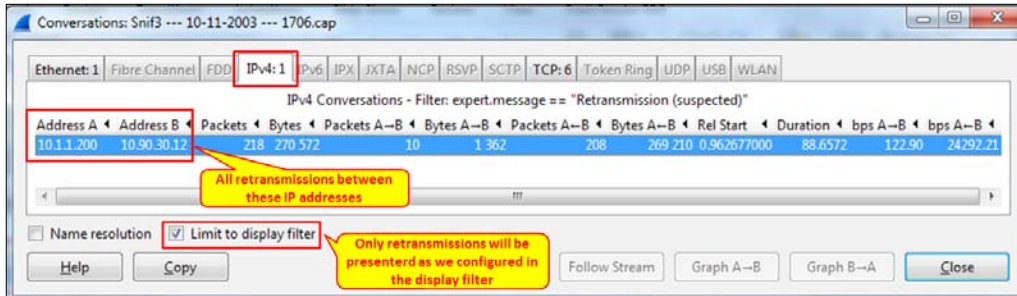 Conversations: Snif3 --- 10-11-2003 --- 1706.cap
Ethernet: 1 Fibre Channel FDD IPv4: 1 IPv6 IPX JXTA NCP RSVP SCTP TCP: 6 Token Ring UDP USB WLAN
IPv4 Conversations - Filter: expert.message == "Retransmission (suspected)"
Address A Address B Packets Bytes Packets A→B Bytes A→B Packets A←B Bytes A←B Rel Start Duration bps A→B bps A←B
10.1.1.200 10.90.30.12 218 270 572 10 1 362 208 269 210 0.962677000 88.6572 122.90 24292.21
All retransmissions between
these IP addresses
Name resolution Limit to display filter
Only retransmissions will be
presenterd as we configured in
the display filter
Help Copy Follow Stream Graph A→B Graph B→A Close